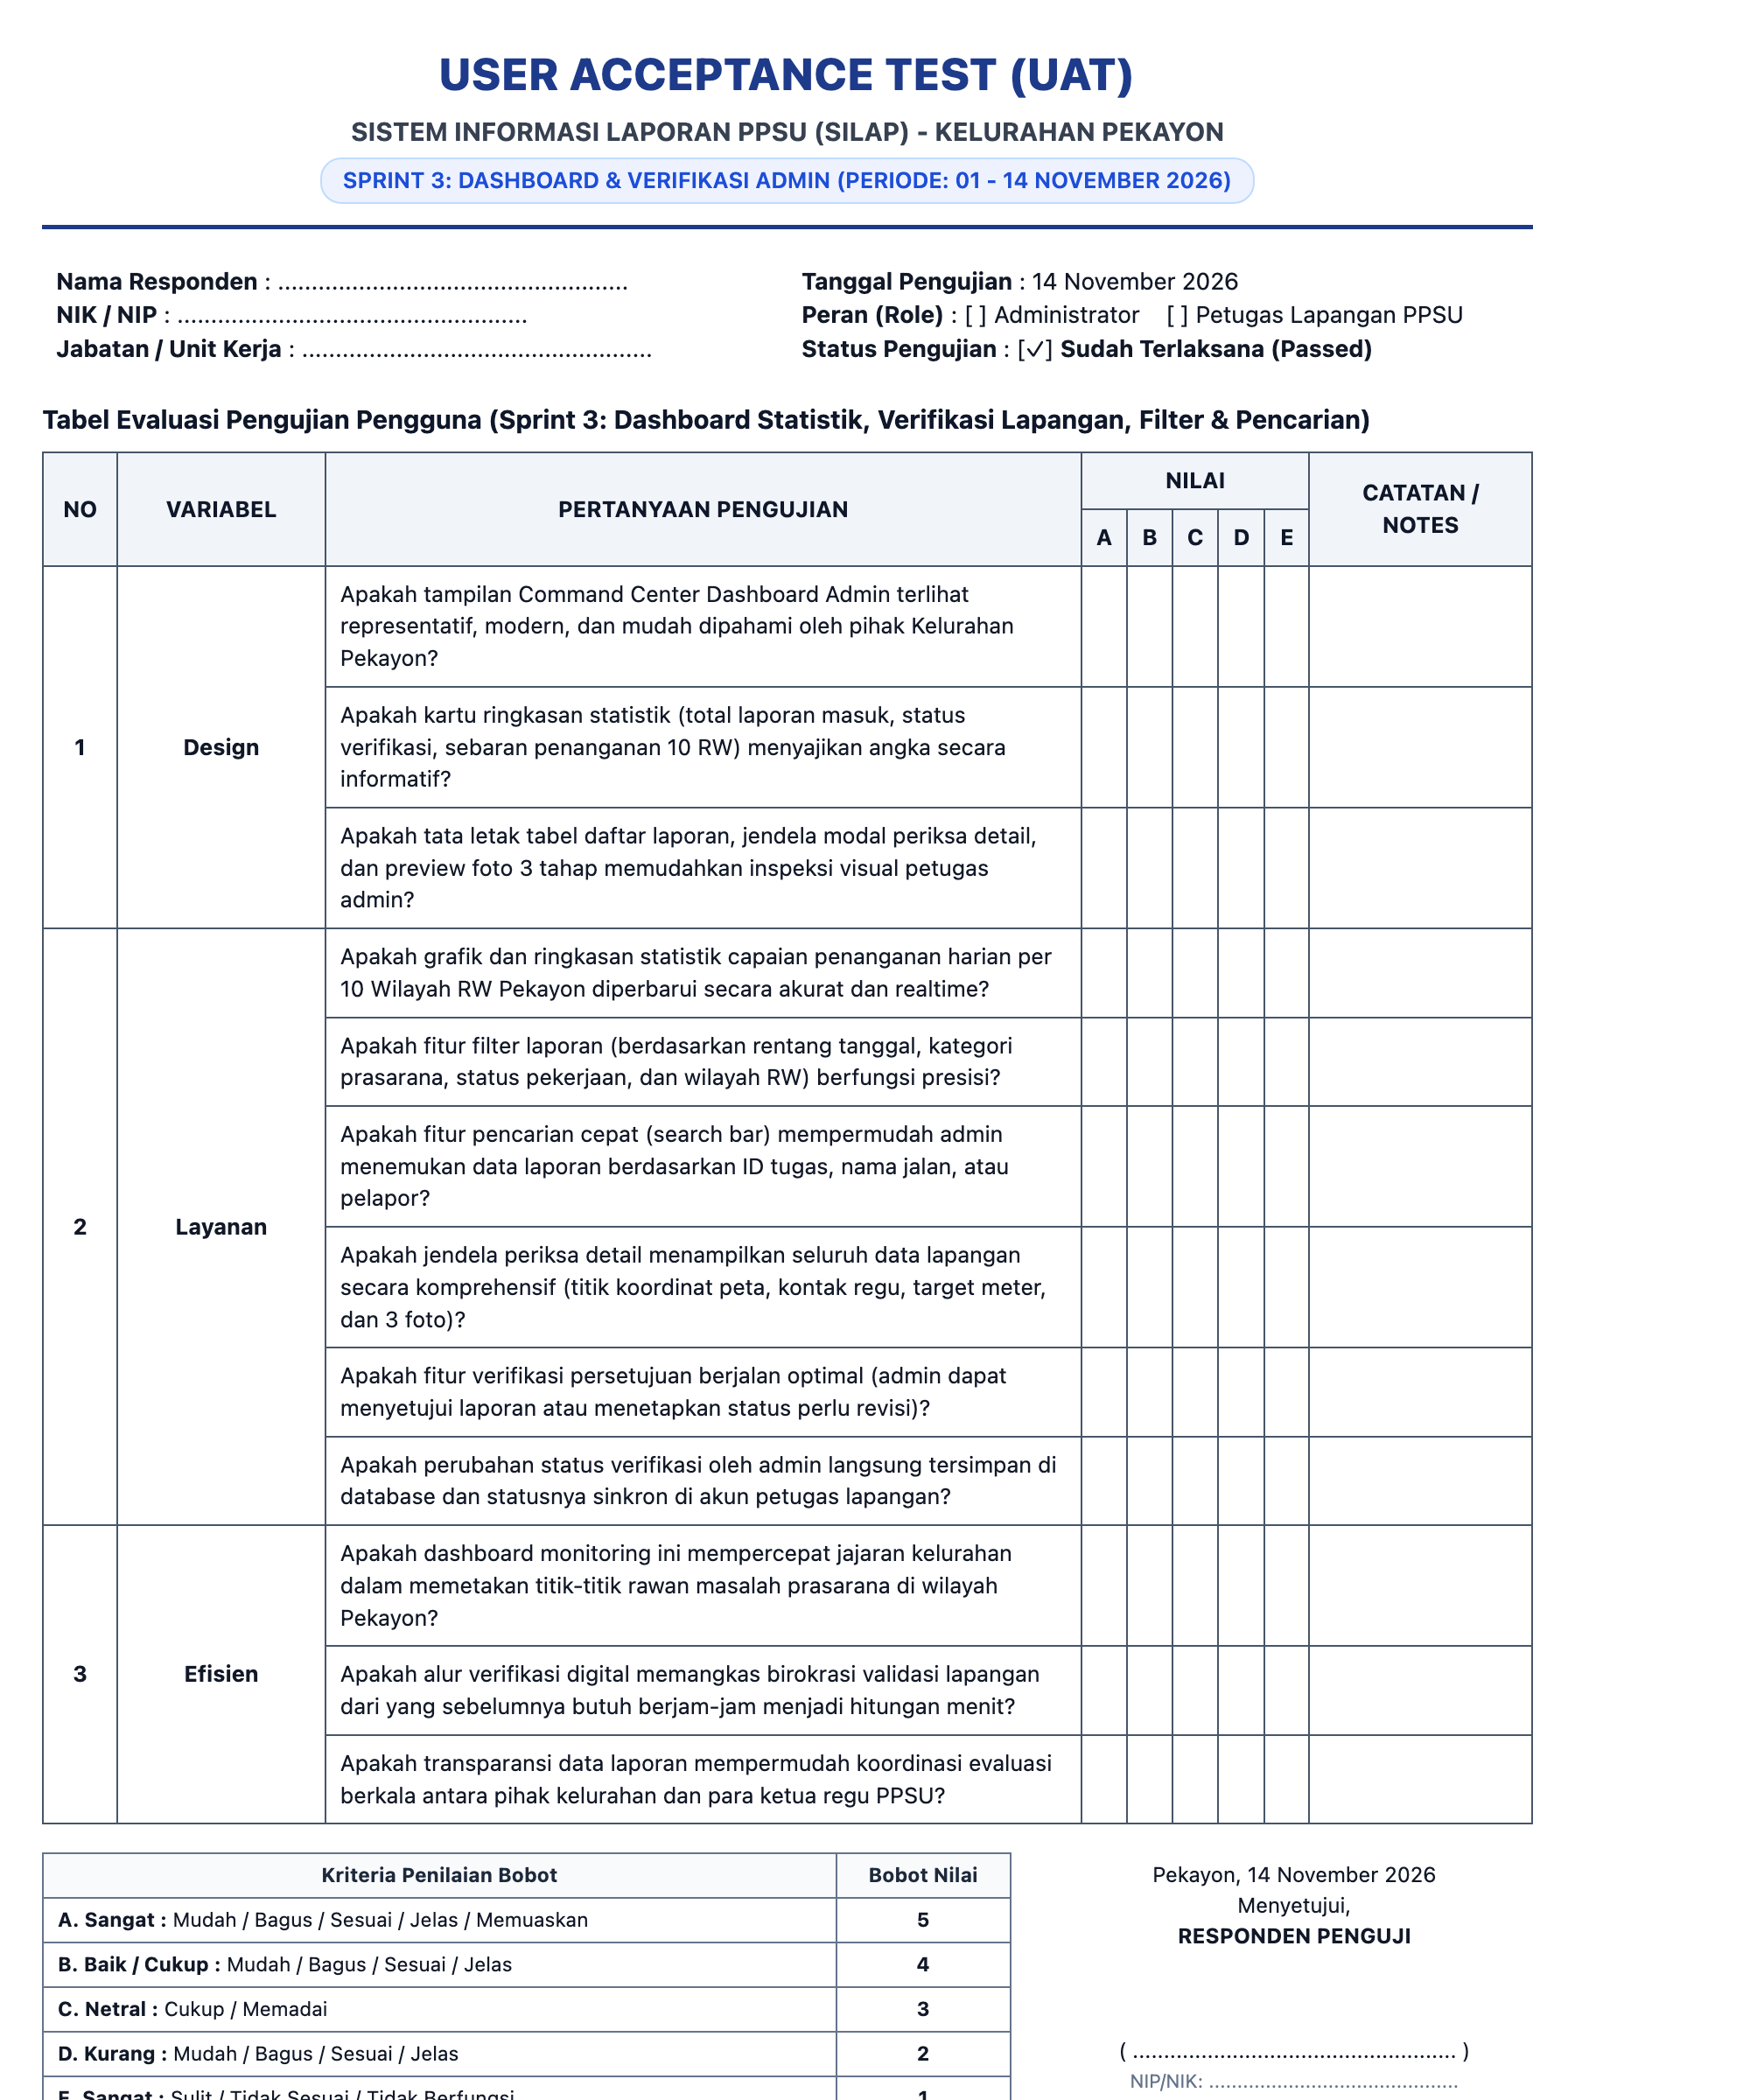 USER ACCEPTANCE TEST (UAT)
SISTEM INFORMASI LAPORAN PPSU (SILAP) - KELURAHAN PEKAYON
SPRINT 3: DASHBOARD & VERIFIKASI ADMIN (PERIODE: 01 - 14 NOVEMBER 2026)
Nama Responden : ....................................................
NIK / NIP : ....................................................
Jabatan / Unit Kerja : ....................................................
Tanggal Pengujian : 14 November 2026
Peran (Role) : [ ] Administrator [ ] Petugas Lapangan PPSU
Status Pengujian : [✓] Sudah Terlaksana (Passed)
Tabel Evaluasi Pengujian Pengguna (Sprint 3: Dashboard Statistik, Verifikasi Lapangan, Filter & Pencarian)
NO VARIABEL PERTANYAAN PENGUJIAN NILAI CATATAN / NOTES
A B C D E
1 Design
Apakah tampilan Command Center Dashboard Admin terlihat
representatif, modern, dan mudah dipahami oleh pihak Kelurahan
Pekayon?
Apakah kartu ringkasan statistik (total laporan masuk, status
verifikasi, sebaran penanganan 10 RW) menyajikan angka secara
informatif?
Apakah tata letak tabel daftar laporan, jendela modal periksa detail,
dan preview foto 3 tahap memudahkan inspeksi visual petugas
admin?
2 Layanan
Apakah grafik dan ringkasan statistik capaian penanganan harian per
10 Wilayah RW Pekayon diperbarui secara akurat dan realtime?
Apakah fitur filter laporan (berdasarkan rentang tanggal, kategori
prasarana, status pekerjaan, dan wilayah RW) berfungsi presisi?
Apakah fitur pencarian cepat (search bar) mempermudah admin
menemukan data laporan berdasarkan ID tugas, nama jalan, atau
pelapor?
Apakah jendela periksa detail menampilkan seluruh data lapangan
secara komprehensif (titik koordinat peta, kontak regu, target meter,
dan 3 foto)?
Apakah fitur verifikasi persetujuan berjalan optimal (admin dapat
menyetujui laporan atau menetapkan status perlu revisi)?
Apakah perubahan status verifikasi oleh admin langsung tersimpan di
database dan statusnya sinkron di akun petugas lapangan?
3 Efisien
Apakah dashboard monitoring ini mempercepat jajaran kelurahan
dalam memetakan titik-titik rawan masalah prasarana di wilayah
Pekayon?
Apakah alur verifikasi digital memangkas birokrasi validasi lapangan
dari yang sebelumnya butuh berjam-jam menjadi hitungan menit?
Apakah transparansi data laporan mempermudah koordinasi evaluasi
berkala antara pihak kelurahan dan para ketua regu PPSU?
Kriteria Penilaian Bobot Bobot Nilai
A. Sangat : Mudah / Bagus / Sesuai / Jelas / Memuaskan 5
B. Baik / Cukup : Mudah / Bagus / Sesuai / Jelas 4
C. Netral : Cukup / Memadai 3
D. Kurang : Mudah / Bagus / Sesuai / Jelas 2
E. Sangat : Sulit / Tidak Sesuai / Tidak Berfungsi 1
Pekayon, 14 November 2026
Menyetujui,
RESPONDEN PENGUJI
( .................................................... )
NIP/NIK: ........................................